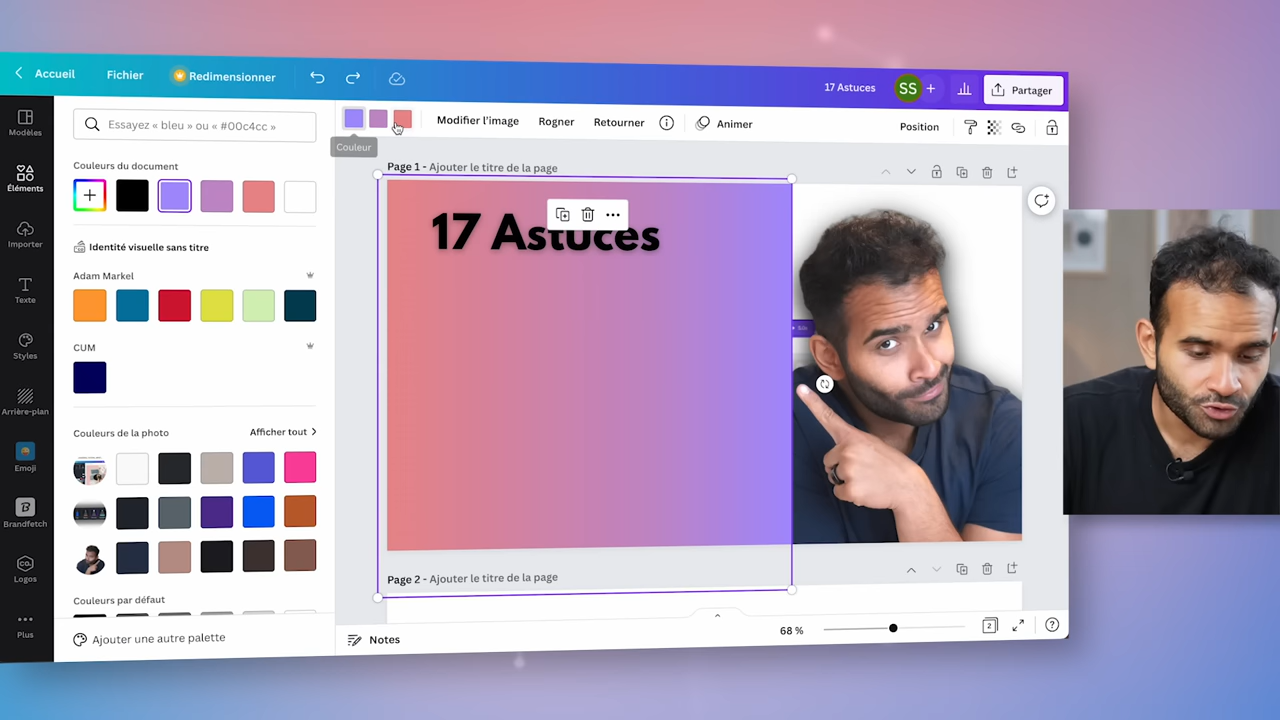 Accueil
Fichier
Redimensionner
17 Astuces
SS
Partager
Modèles
Éléments
Importer
Texte
Styles
Arrière-plan
Emoji
Brandfetch
Logos
Plus
Essayez « bleu » ou « #00c4cc »
Couleurs du document
Identité visuelle sans titre
Adam Markel
CUM
Couleurs de la photo
Afficher tout
Couleurs par défaut
Ajouter une autre palette
Modifier l'image
Rogner
Retourner
Animer
Position
Couleur
Page 1 - Ajouter le titre de la page
17 Astuces
Page 2 - Ajouter le titre de la page
Notes
68 %
2